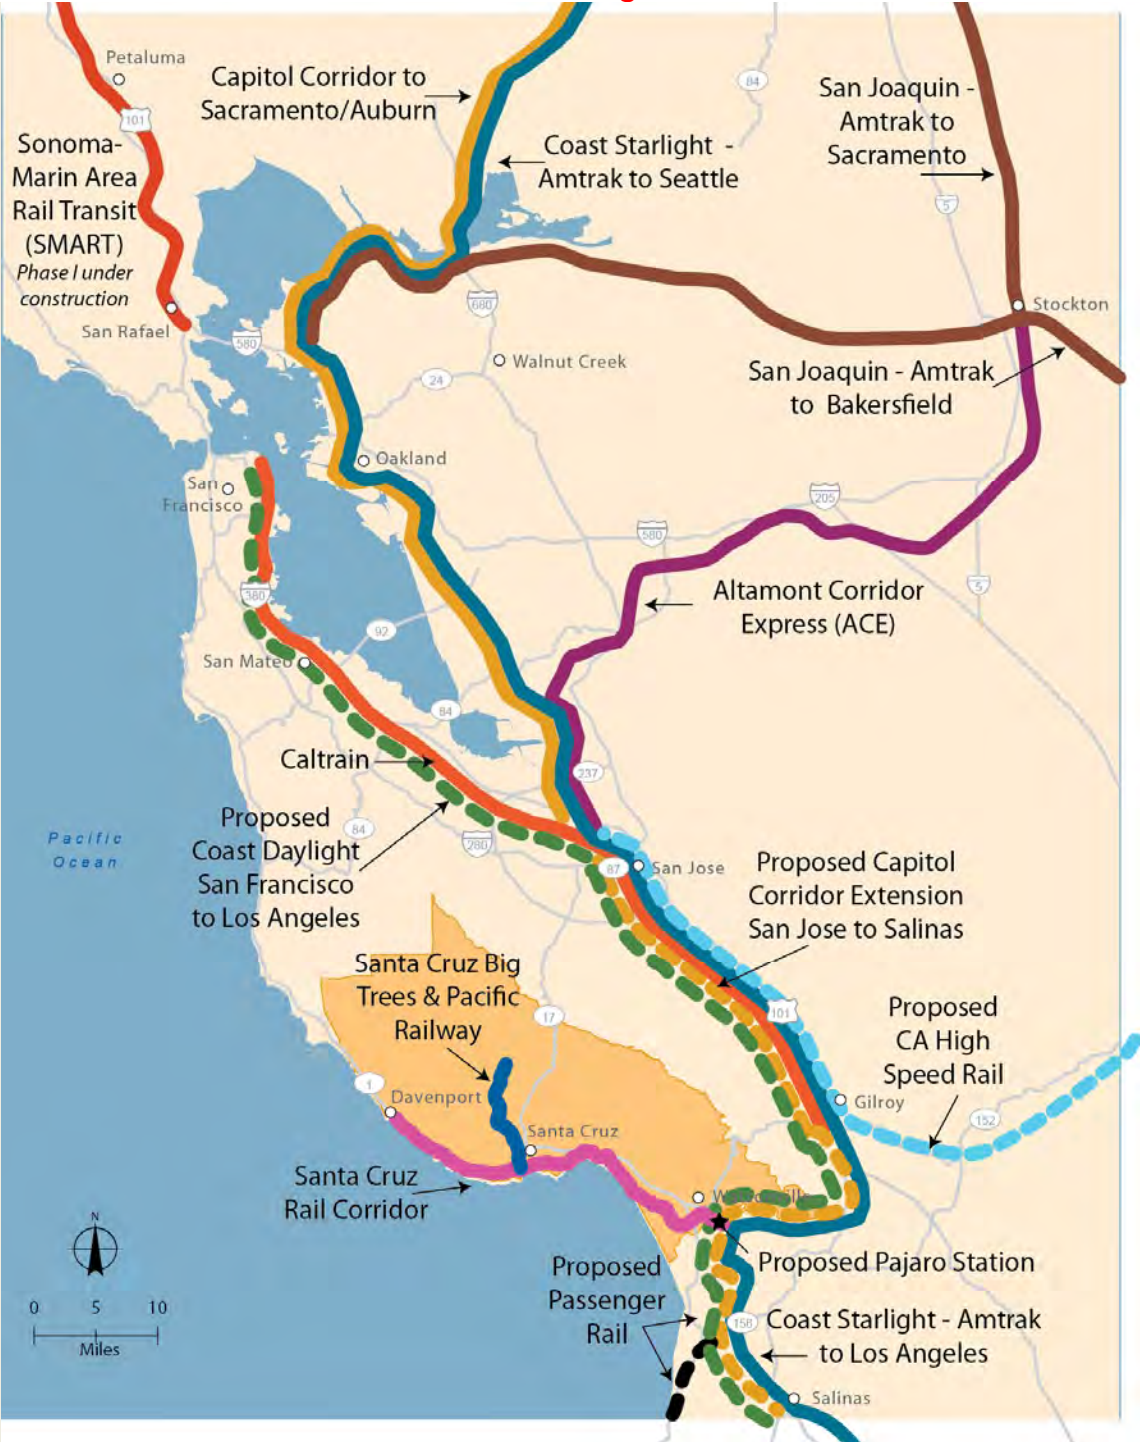 Petaluma
101
Capitol Corridor to
Sacramento/Auburn
84
San Joaquin -
Amtrak to
Sacramento
Sonoma-
Marin Area
Rail Transit
(SMART)
Phase I under
construction
Coast Starlight -
Amtrak to Seattle
5
San Rafael
580
680
Stockton
Walnut Creek
24
San Joaquin - Amtrak
to Bakersfield
Oakland
San
Francisco
205
580
5
380
Altamont Corridor
Express (ACE)
92
San Mateo
84
Caltrain
237
Proposed
Coast Daylight
San Francisco
to Los Angeles
84
280
Pacific
Ocean
87
San Jose
Proposed Capitol
Corridor Extension
San Jose to Salinas
Santa Cruz Big
Trees & Pacific
Railway
17
101
Proposed
CA High
Speed Rail
1
Davenport
Gilroy
152
Santa Cruz
Santa Cruz
Rail Corridor
N
0 5 10
Miles
Proposed Pajaro Station
Proposed
Passenger
Rail
156
Coast Starlight - Amtrak
to Los Angeles
Salinas